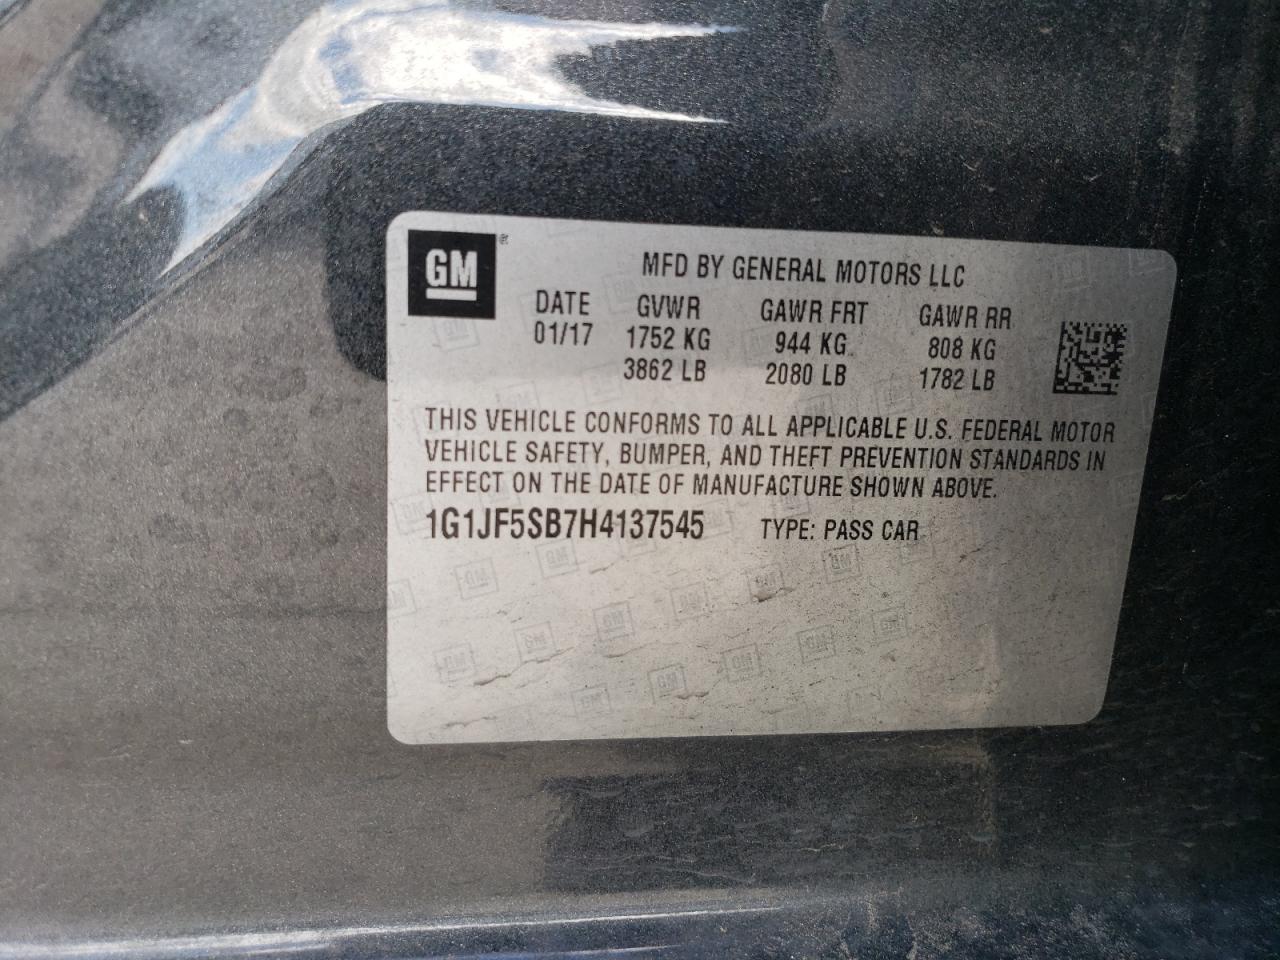 GM®
MFD BY GENERAL MOTORS LLC
DATE GVWR GAWR FRT GAWR RR
01/17 1752 KG 944 KG 808 KG
3862 LB 2080 LB 1782 LB
THIS VEHICLE CONFORMS TO ALL APPLICABLE U.S. FEDERAL MOTOR
VEHICLE SAFETY, BUMPER, AND THEFT PREVENTION STANDARDS IN
EFFECT ON THE DATE OF MANUFACTURE SHOWN ABOVE.
1G1JF5SB7H4137545 TYPE: PASS CAR